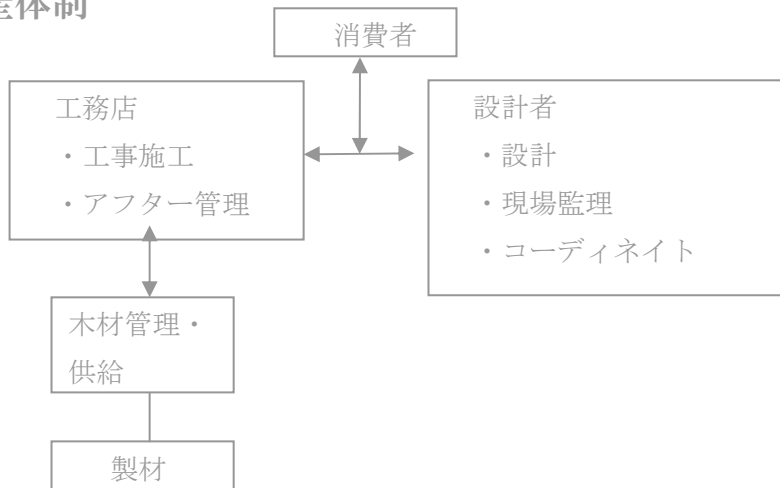 産体制
消費者
工務店
・工事施工
・アフター管理
設計者
・設計
・現場監理
・コーディネイト
木材管理・
供給
製材